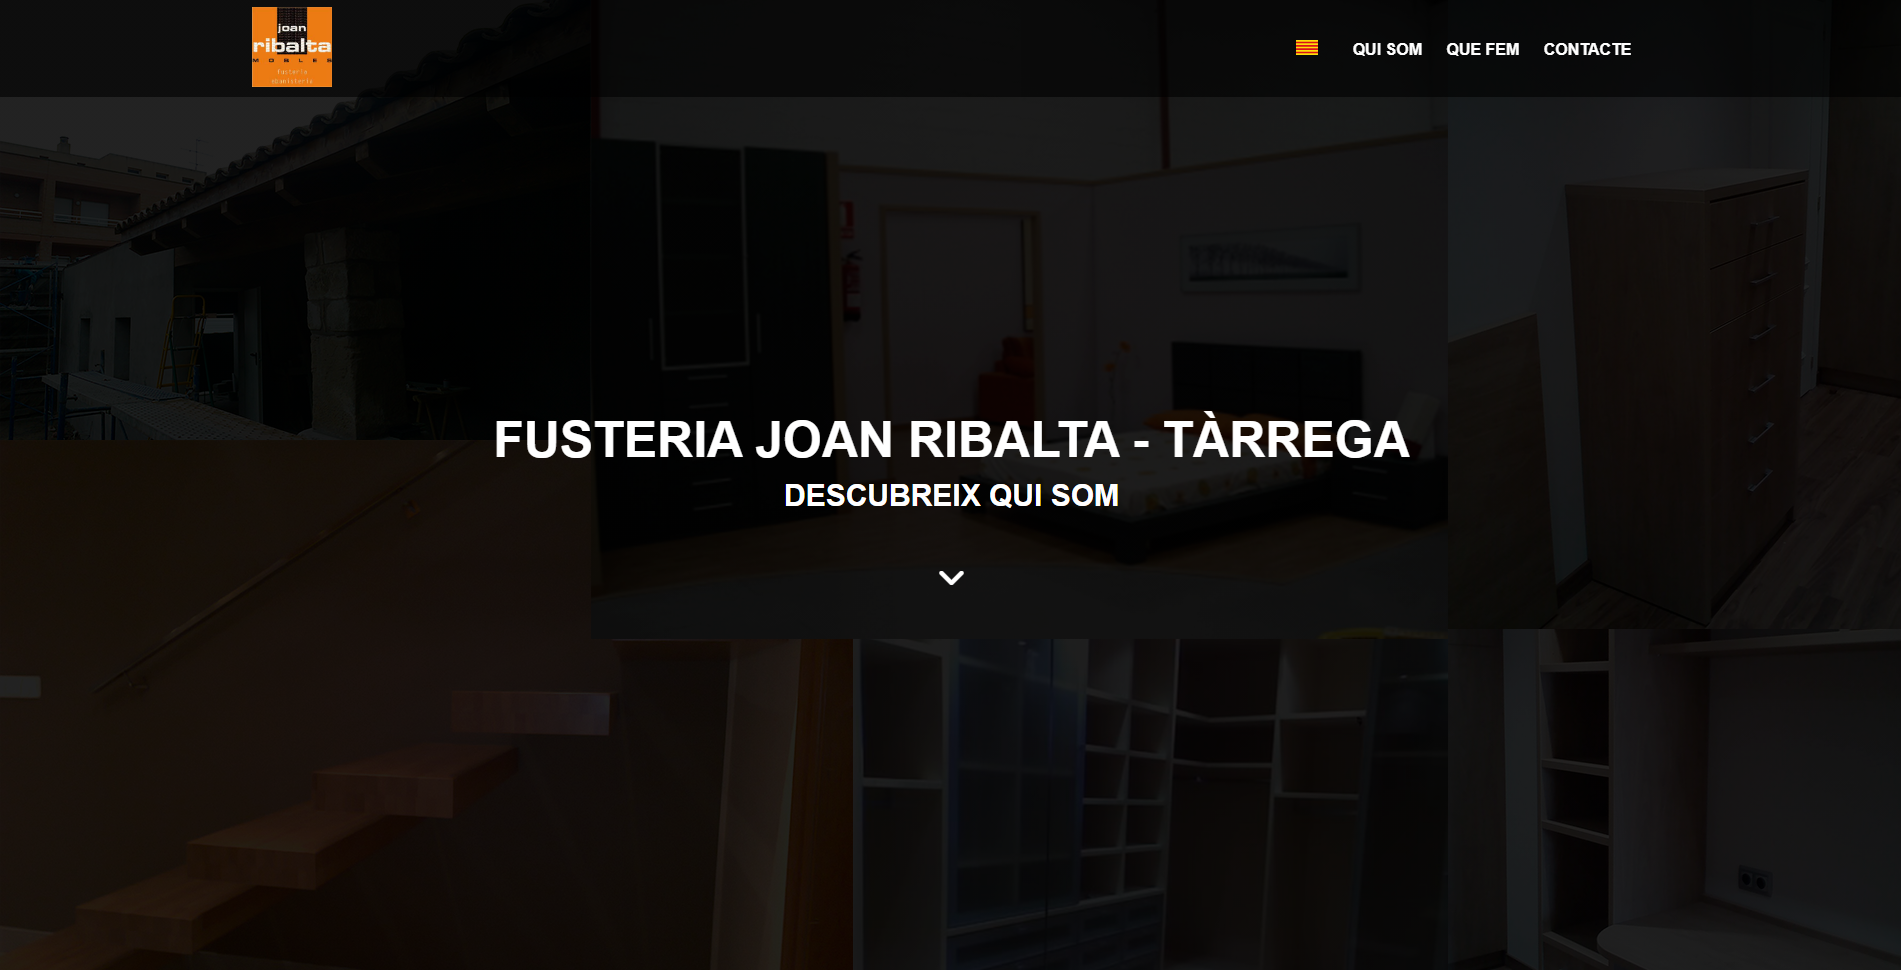 joan
ribalta
MOBLES
fusteria
ebanisteria
QUI SOM
QUE FEM
CONTACTE
FUSTERIA JOAN RIBALTA - TÀRREGA
DESCUBREIX QUI SOM